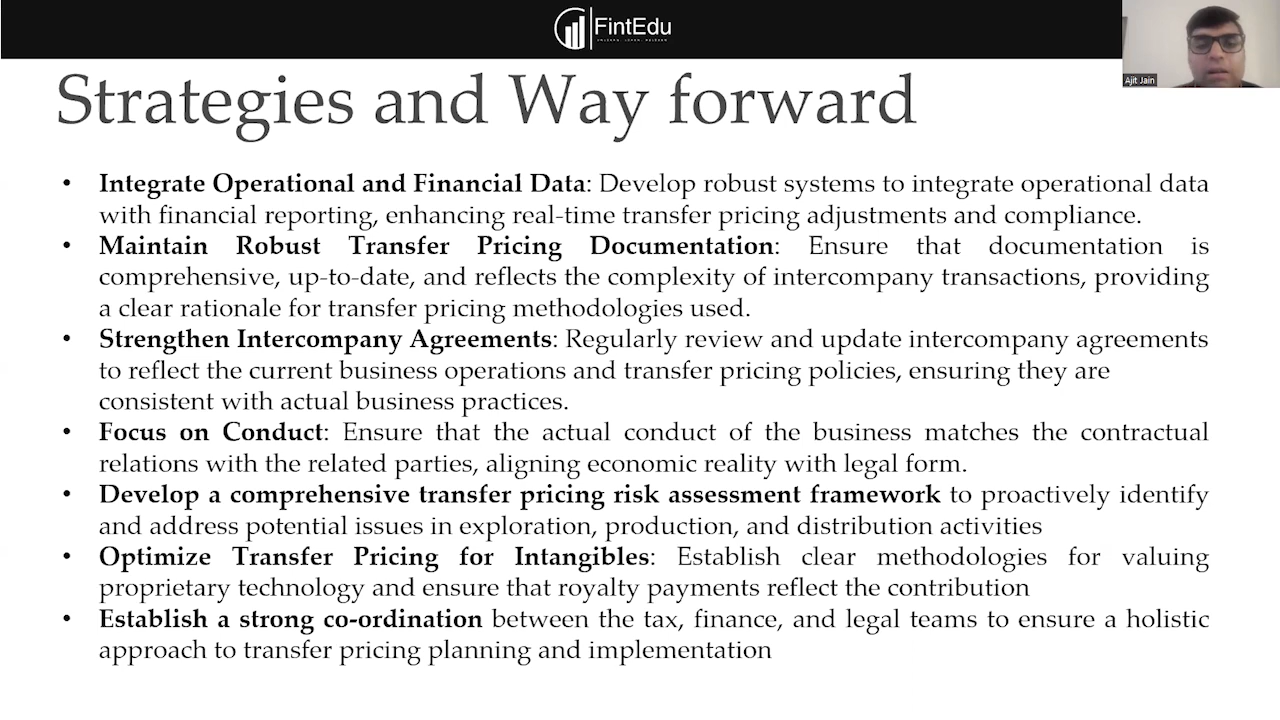 FintEdu
Ajit Jain
Strategies and Way forward
• Integrate Operational and Financial Data: Develop robust systems to integrate operational data
with financial reporting, enhancing real-time transfer pricing adjustments and compliance.
• Maintain Robust Transfer Pricing Documentation: Ensure that documentation is
comprehensive, up-to-date, and reflects the complexity of intercompany transactions, providing
a clear rationale for transfer pricing methodologies used.
• Strengthen Intercompany Agreements: Regularly review and update intercompany agreements
to reflect the current business operations and transfer pricing policies, ensuring they are
consistent with actual business practices.
• Focus on Conduct: Ensure that the actual conduct of the business matches the contractual
relations with the related parties, aligning economic reality with legal form.
• Develop a comprehensive transfer pricing risk assessment framework to proactively identify
and address potential issues in exploration, production, and distribution activities
• Optimize Transfer Pricing for Intangibles: Establish clear methodologies for valuing
proprietary technology and ensure that royalty payments reflect the contribution
• Establish a strong co-ordination between the tax, finance, and legal teams to ensure a holistic
approach to transfer pricing planning and implementation